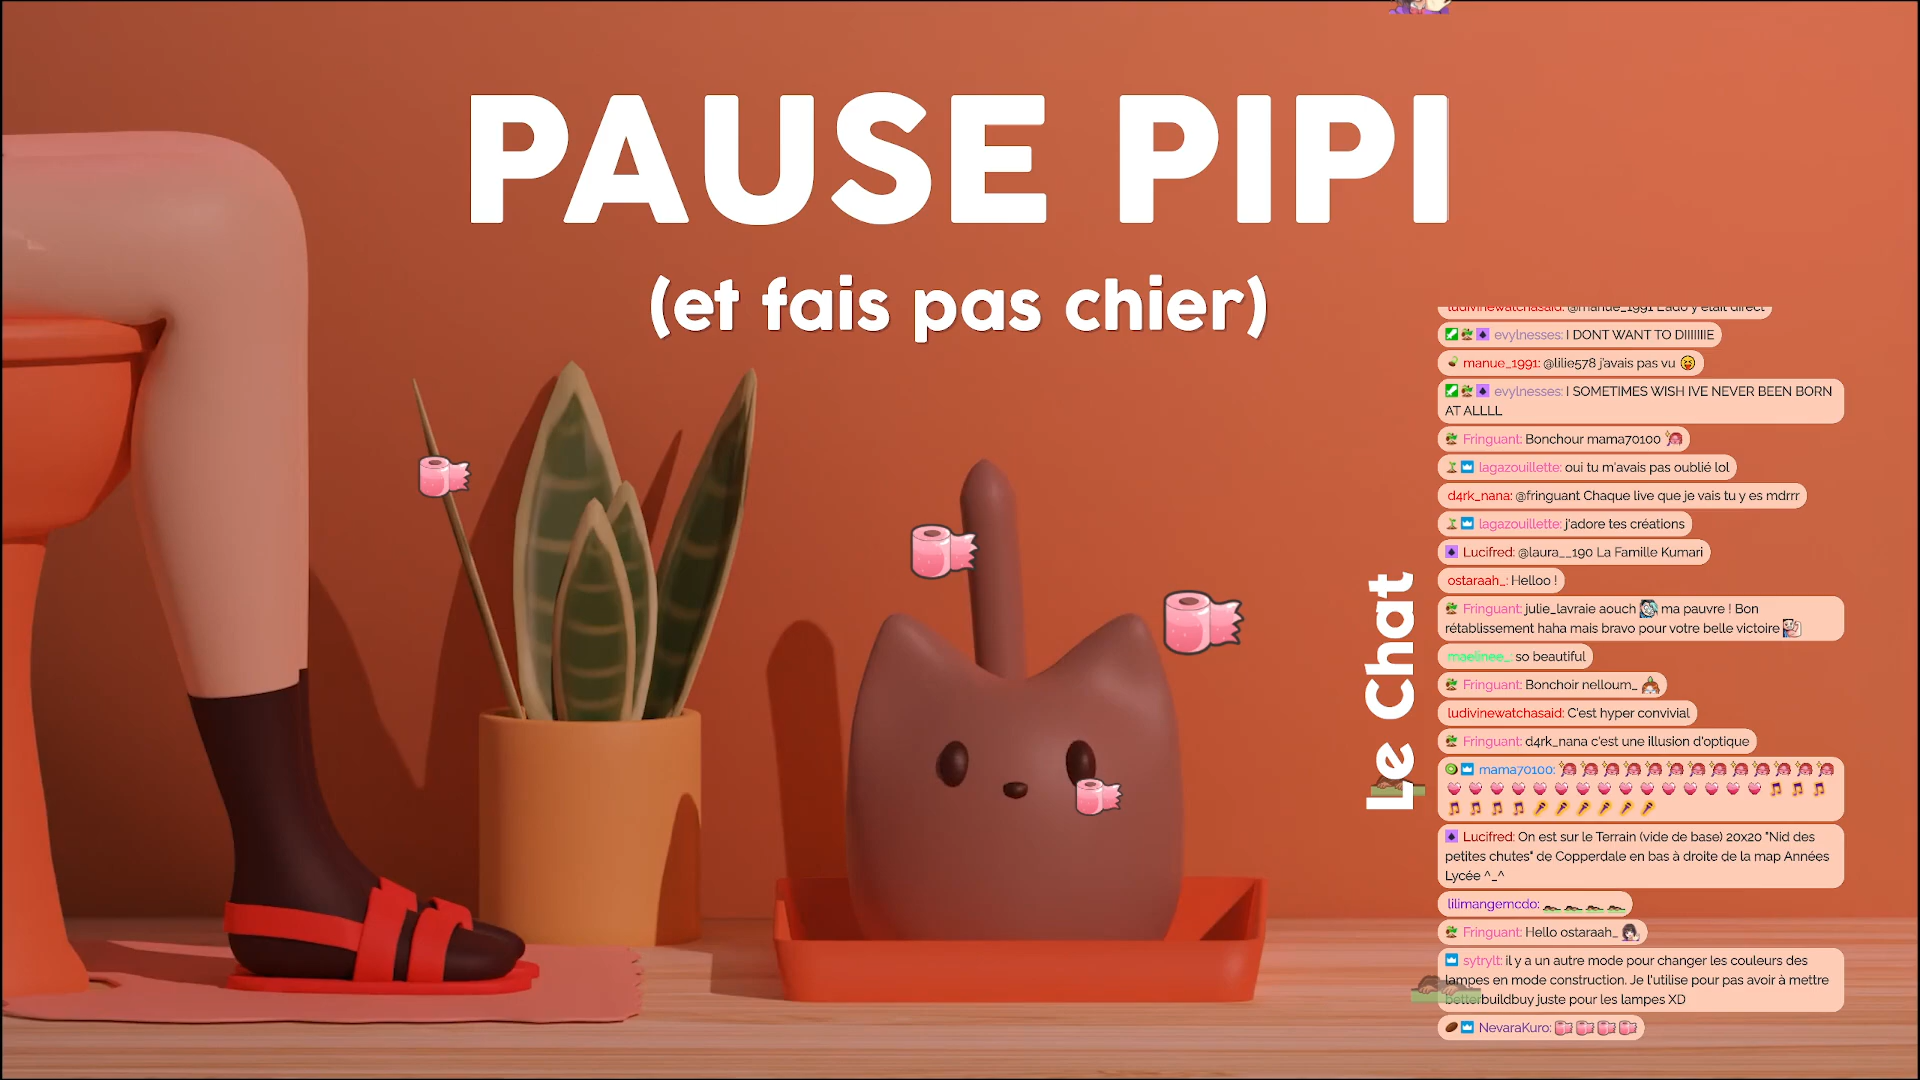 PAUSE PIPI
(et fais pas chier)
Le Chat
ludivinewatchasaid: @manue_1991 L'ado y était direct
evylnesses: I DONT WANT TO DIIIIIIIE
manue_1991: @lilie578 j'avais pas vu
evylnesses: I SOMETIMES WISH IVE NEVER BEEN BORN
AT ALLLL
Fringuant: Bonchour mama70100
lagazouillette: oui tu m'avais pas oublié lol
d4rk_nana: @fringuant Chaque live que je vais tu y es mdrrr
lagazouillette: j'adore tes créations
Lucifred: @laura__190 La Famille Kumari
ostaraah_: Helloo !
Fringuant: julie_lavraie aouch ma pauvre ! Bon
rétablissement haha mais bravo pour votre belle victoire
maelinee_: so beautiful
Fringuant: Bonchoir nelloum_
ludivinewatchasaid: C'est hyper convivial
Fringuant: d4rk_nana c'est une illusion d'optique
mama70100:
Lucifred: On est sur le Terrain (vide de base) 20x20 "Nid des
petites chutes" de Copperdale en bas à droite de la map Années
Lycée ^_^
lilimangemcdo:
Fringuant: Hello ostaraah_
sytrylt: il y a un autre mode pour changer les couleurs des
lampes en mode construction. Je l'utilise pour pas avoir à mettre
betterbuildbuy juste pour les lampes XD
NevaraKuro: